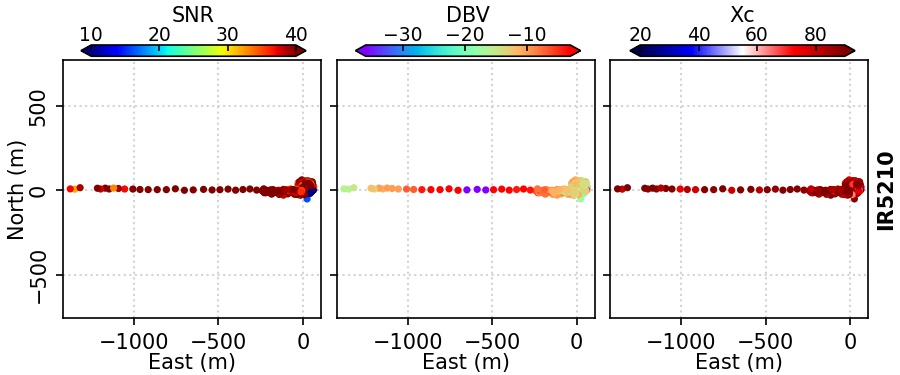 SNR DBV Xc
10 20 30 40 −30 −20 −10 20 40 60 80
North (m)
500
0
−500
−1000 −500 0 −1000 −500 0 −1000 −500 0
East (m) East (m) East (m)
IR5210